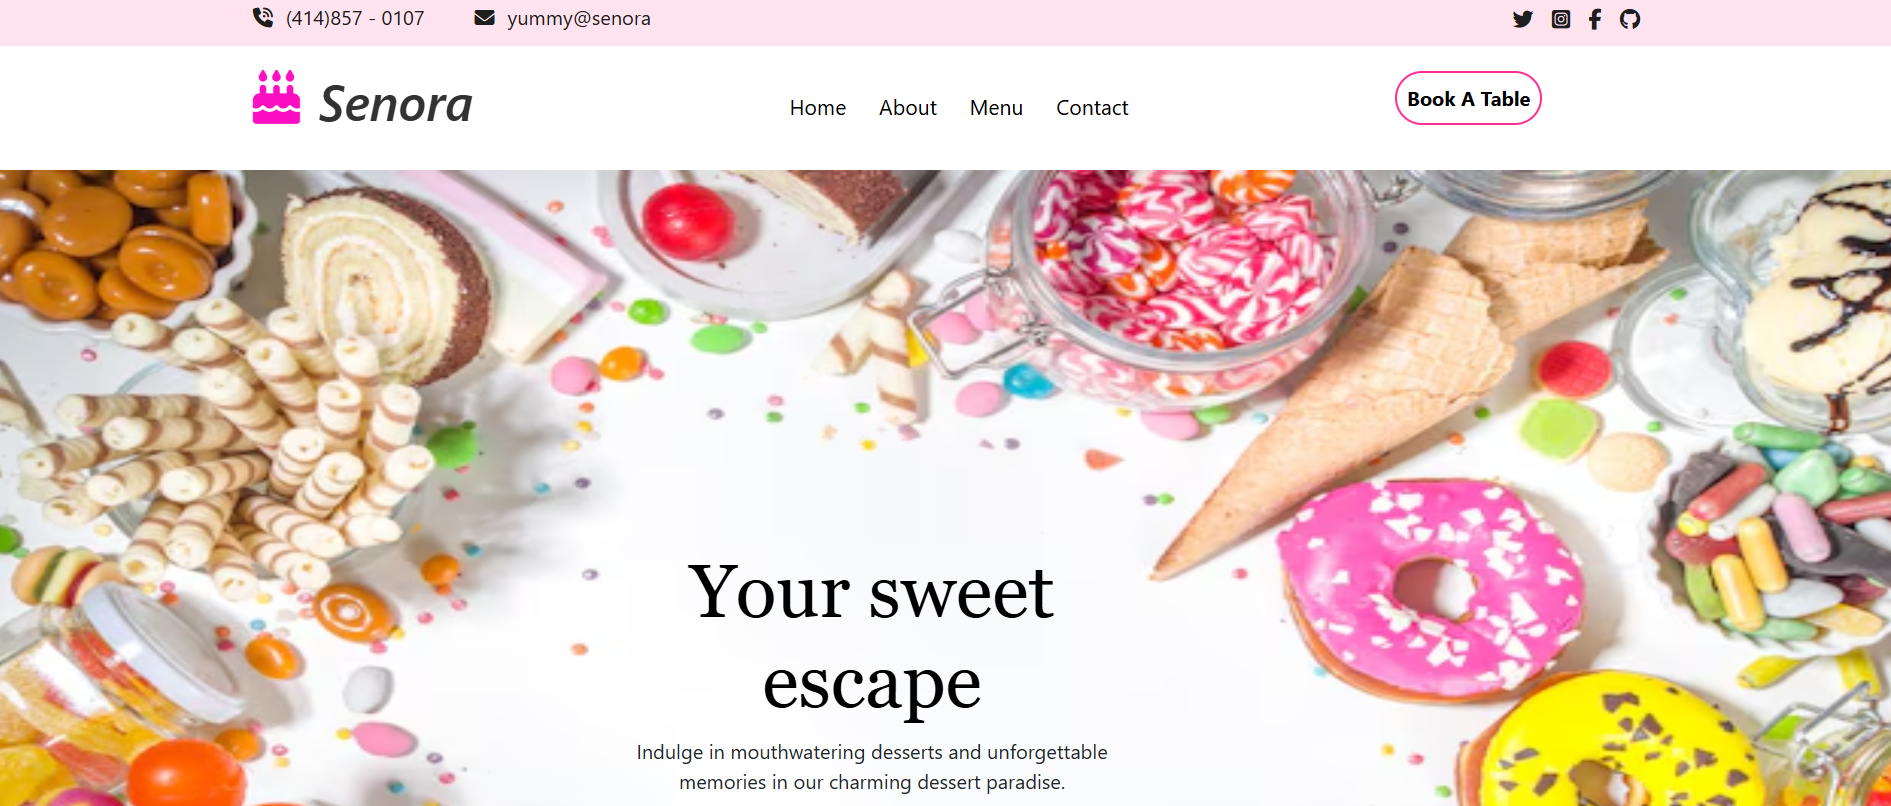 (414)857 - 0107 yummy@senora
Senora
Home About Menu Contact
Book A Table
Your sweet
escape
Indulge in mouthwatering desserts and unforgettable
memories in our charming dessert paradise.